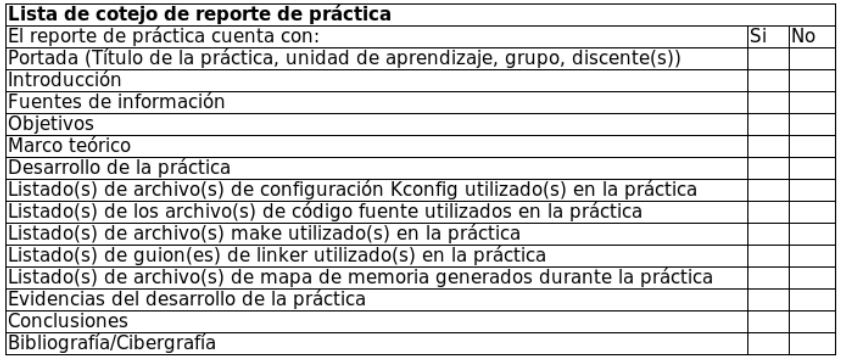 Lista de cotejo de reporte de práctica
El reporte de práctica cuenta con: Si No
Portada (Título de la práctica, unidad de aprendizaje, grupo, discente(s))
Introducción
Fuentes de información
Objetivos
Marco teórico
Desarrollo de la práctica
Listado(s) de archivo(s) de configuración Kconfig utilizado(s) en la práctica
Listado(s) de los archivo(s) de código fuente utilizados en la práctica
Listado(s) de archivo(s) make utilizado(s) en la práctica
Listado(s) de guion(es) de linker utilizado(s) en la práctica
Listado(s) de archivo(s) de mapa de memoria generados durante la práctica
Evidencias del desarrollo de la práctica
Conclusiones
Bibliografía/Cibergrafía